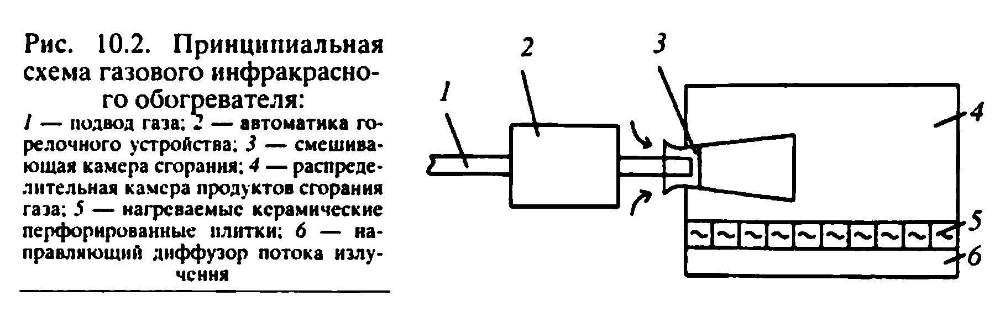 Рис. 10.2. Принципиальная
схема газового инфракрасно-
го обогревателя:
1 — подвод газа; 2 — автоматика го-
релочного устройства; 3 — смешива-
ющая камера сгорания; 4 — распреде-
лительная камера продуктов сгорания
газа; 5 — нагреваемые керамические
перфорированные плитки; 6 — на-
правляющий диффузор потока излу-
чения
1
2
3
4
5
6